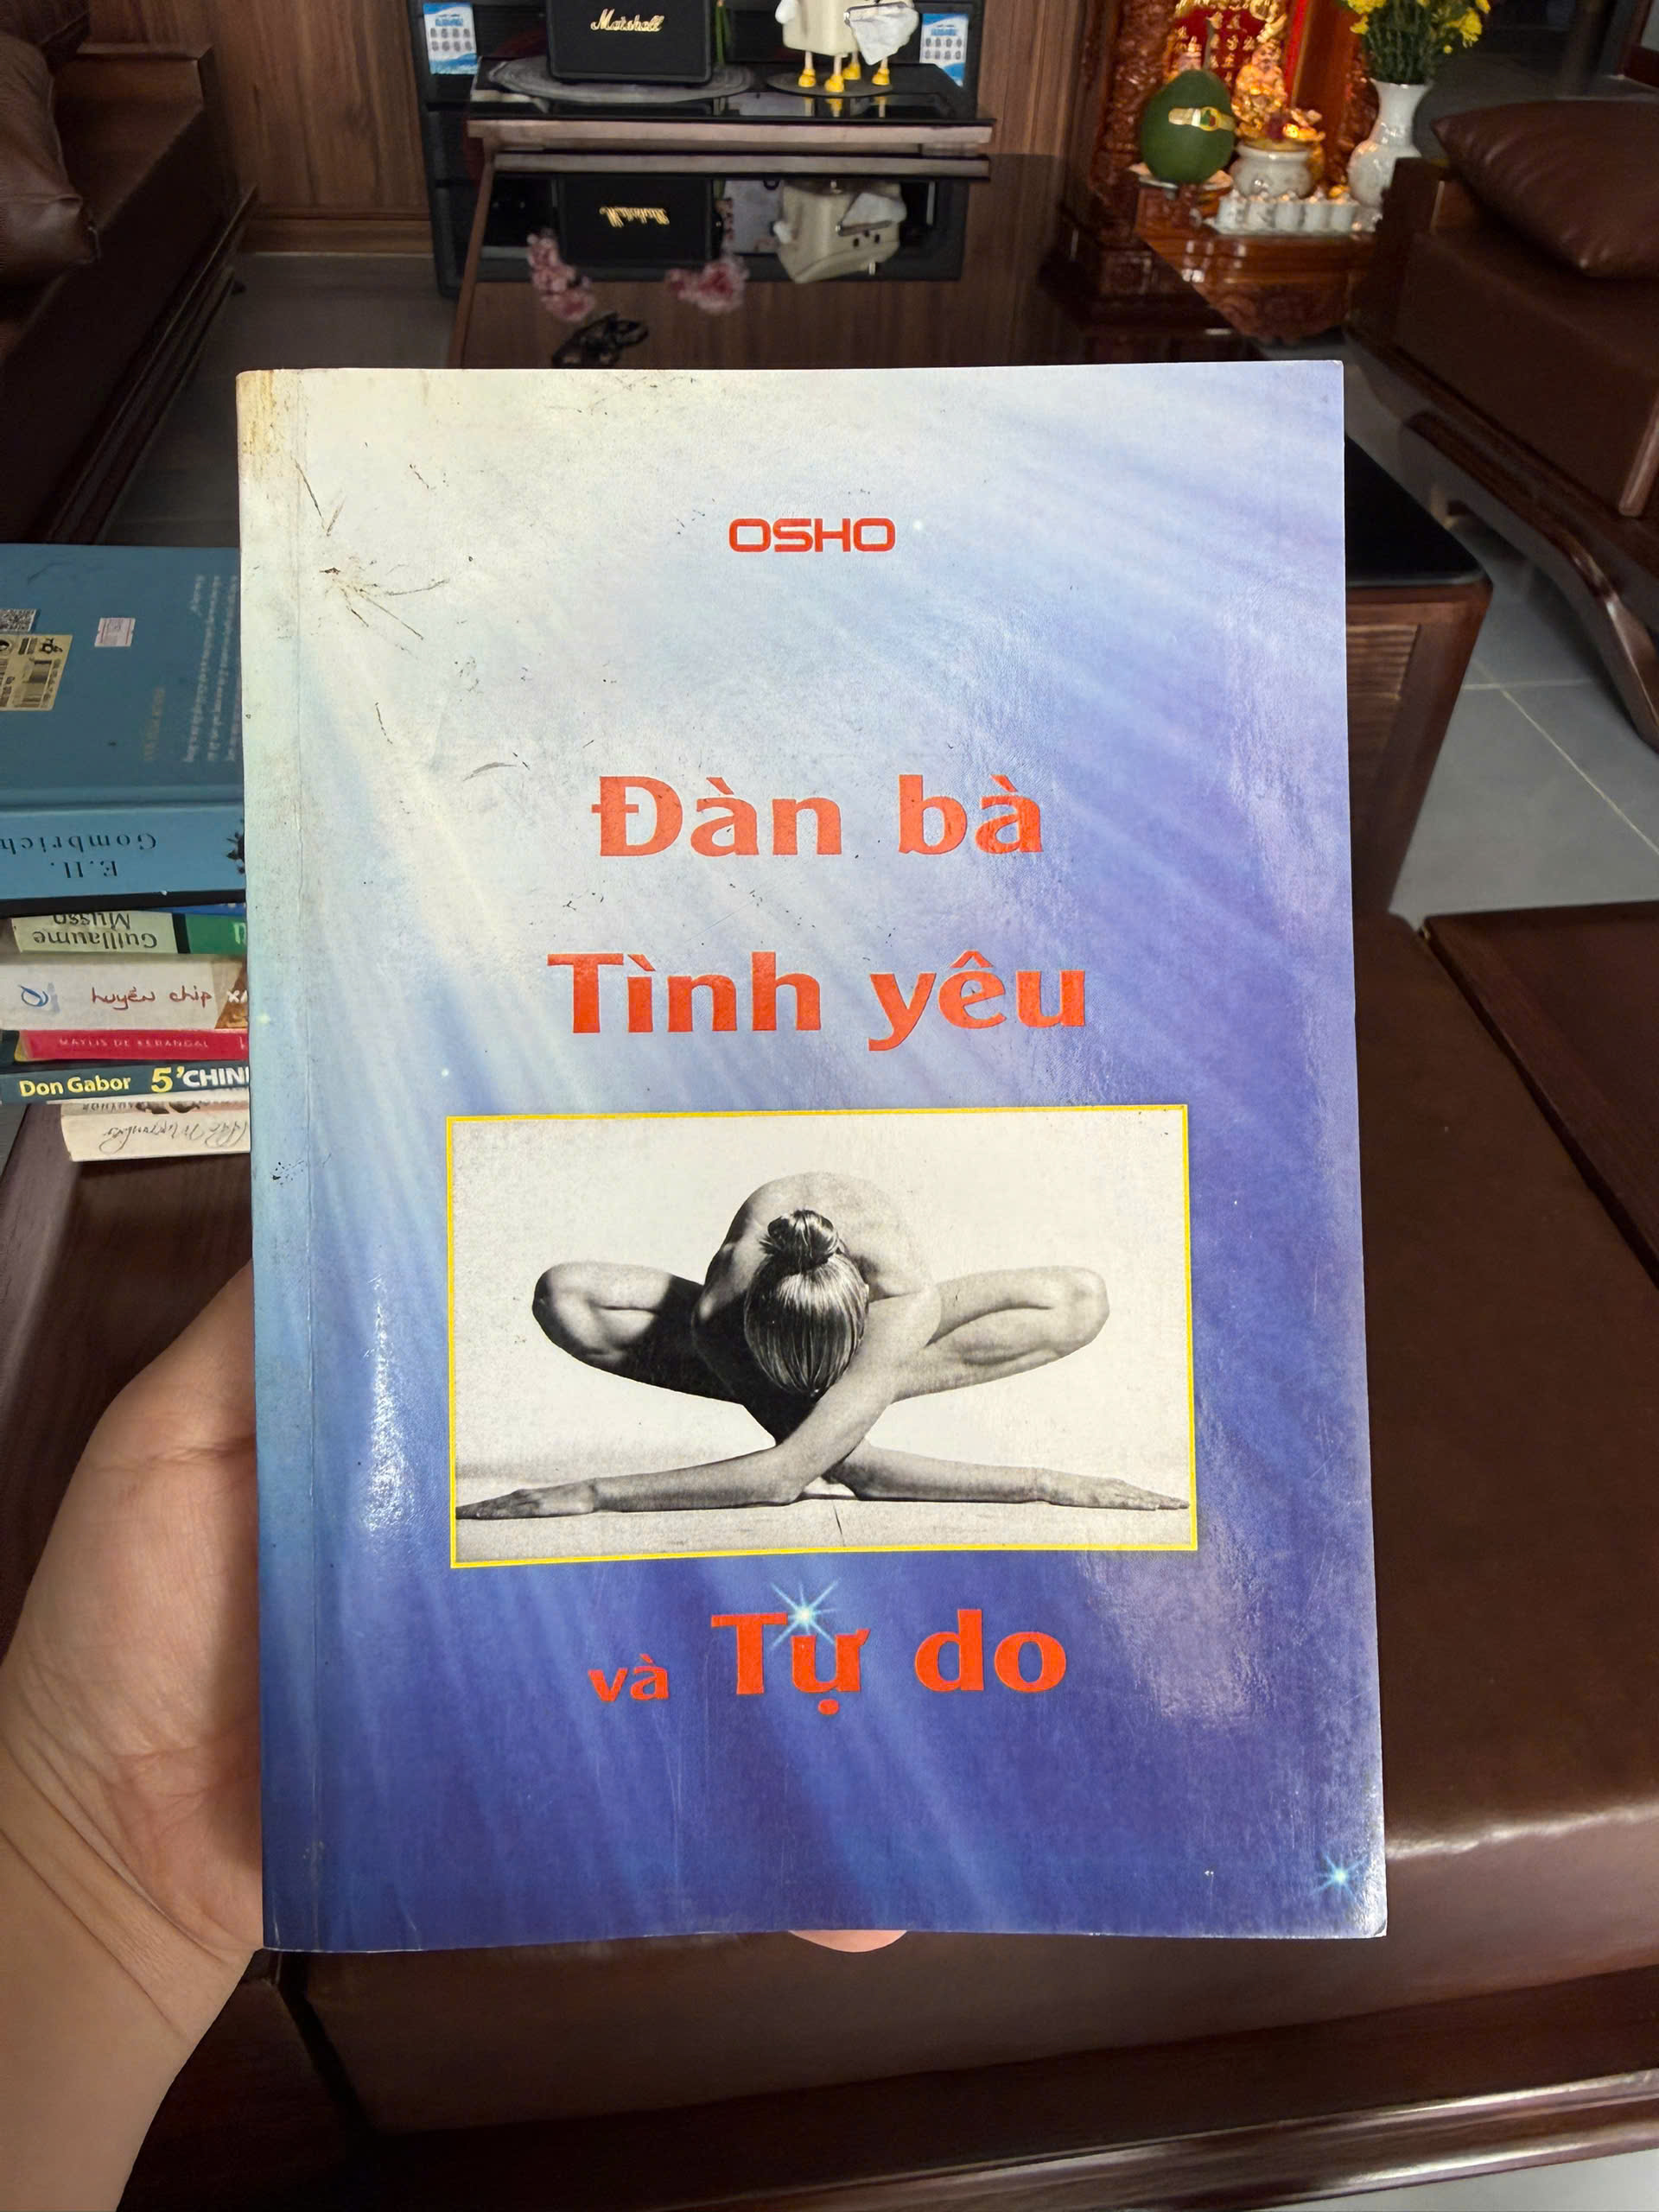 Marshall
OSHO
Đàn bà
Tình yêu
và Tự do
E.H.
Gombrich
Guillaume
Musso
huyền chip
MAYLIS DE KERANGAL
Don Gabor 5'CHIN